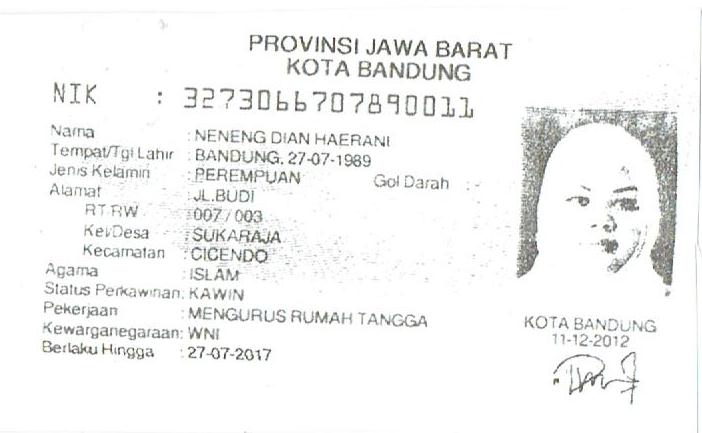 PROVINSI JAWA BARAT
KOTA BANDUNG
NIK : 3273066707890011
Nama : NENENG DIAN HAERANI
Tempat/Tgl Lahir : BANDUNG, 27-07-1989
Jenis Kelamin : PEREMPUAN Gol Darah : -
Alamat : JL.BUDI
RT/RW : 007 / 003
Kel/Desa : SUKARAJA
Kecamatan : CICENDO
Agama : ISLAM
Status Perkawinan: KAWIN
Pekerjaan : MENGURUS RUMAH TANGGA
Kewarganegaraan: WNI
Berlaku Hingga : 27-07-2017
KOTA BANDUNG
11-12-2012